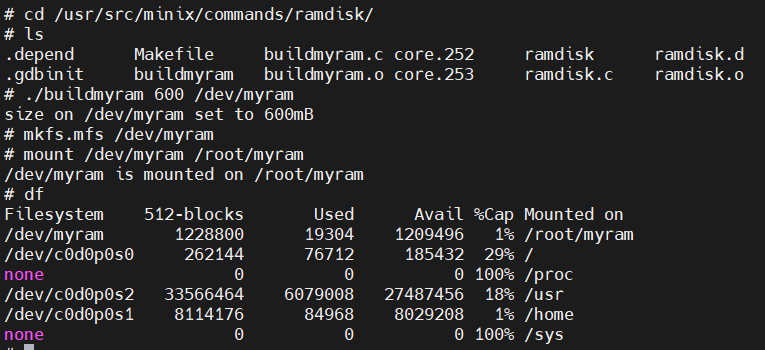 # cd /usr/src/minix/commands/ramdisk/
# ls
.depend Makefile buildmyram.c core.252 ramdisk ramdisk.d
.gdbinit buildmyram buildmyram.o core.253 ramdisk.c ramdisk.o
# ./buildmyram 600 /dev/myram
size on /dev/myram set to 600mB
# mkfs.mfs /dev/myram
# mount /dev/myram /root/myram
/dev/myram is mounted on /root/myram
# df
Filesystem 512-blocks Used Avail %Cap Mounted on
/dev/myram 1228800 19304 1209496 1% /root/myram
/dev/c0d0p0s0 262144 76712 185432 29% /
none 0 0 0 100% /proc
/dev/c0d0p0s2 33566464 6079008 27487456 18% /usr
/dev/c0d0p0s1 8114176 84968 8029208 1% /home
none 0 0 0 100% /sys
#